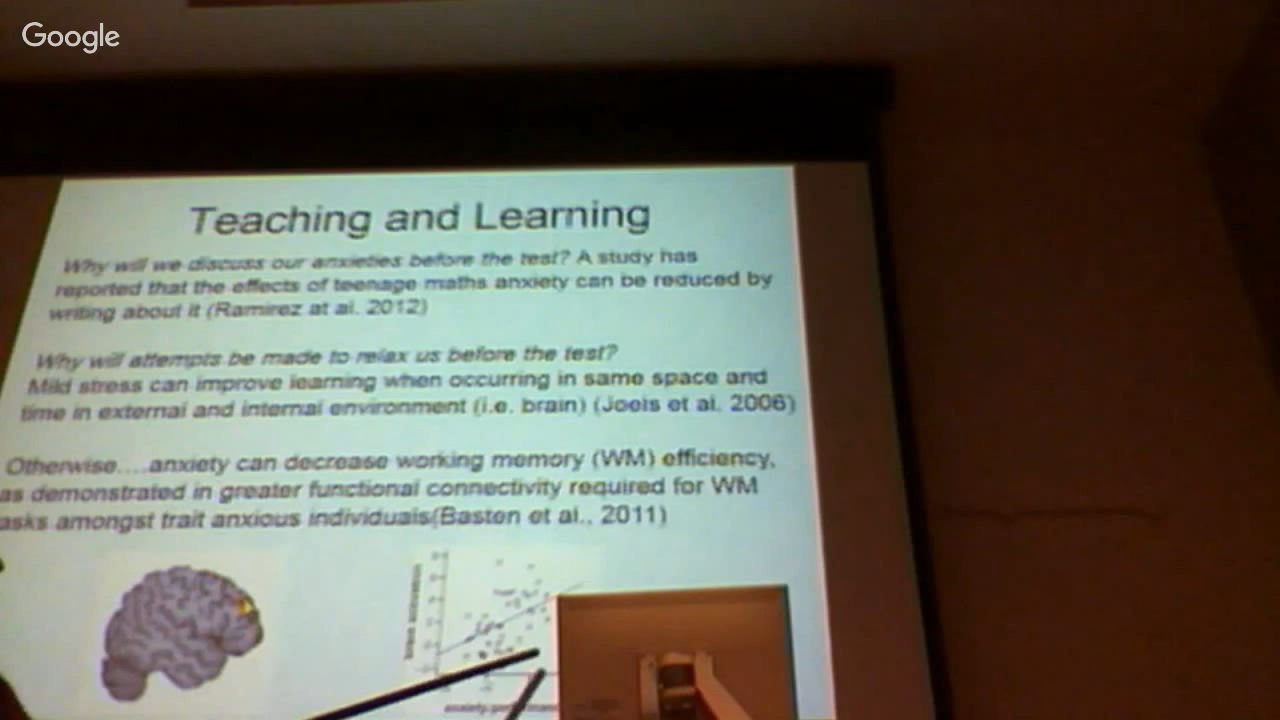 Google
Teaching and Learning
Why will we discuss our anxieties before the test? A study has
reported that the effects of teenage maths anxiety can be reduced by
writing about it (Ramirez at al. 2012)
Why will attempts be made to relax us before the test?
Mild stress can improve learning when occurring in same space and
time in external and internal environment (i.e. brain) (Joels et al. 2006)
Otherwise....anxiety can decrease working memory (WM) efficiency,
as demonstrated in greater functional connectivity required for WM
asks amongst trait anxious individuals(Basten et al., 2011)